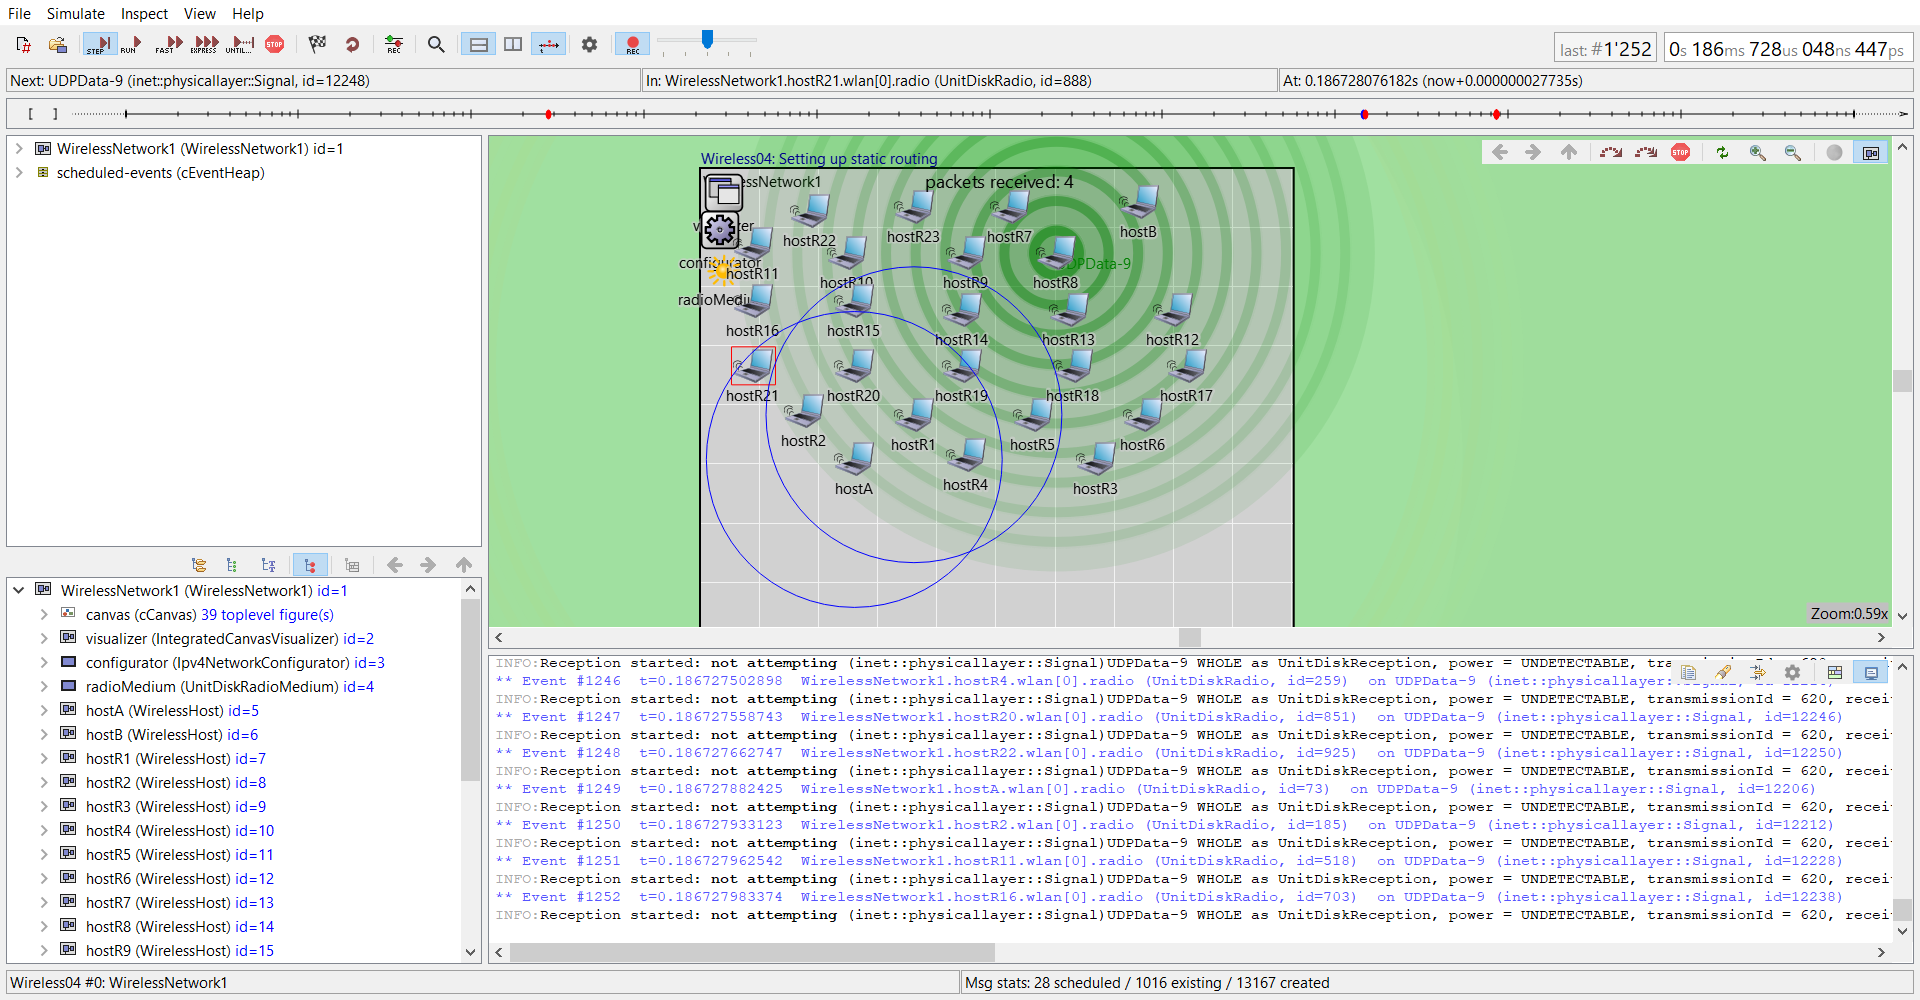 File Simulate Inspect View Help
STEP RUN FAST EXPRESS UNTIL... STOP REC REC
last: #1'252
0s 186ms 728us 048ns 447ps
Next: UDPData-9 (inet::physicallayer::Signal, id=12248)
In: WirelessNetwork1.hostR21.wlan[0].radio (UnitDiskRadio, id=888)
At: 0.186728076182s (now+0.000000027735s)
WirelessNetwork1 (WirelessNetwork1) id=1
scheduled-events (cEventHeap)
WirelessNetwork1 (WirelessNetwork1) id=1
canvas (cCanvas) 39 toplevel figure(s)
visualizer (IntegratedCanvasVisualizer) id=2
configurator (Ipv4NetworkConfigurator) id=3
radioMedium (UnitDiskRadioMedium) id=4
hostA (WirelessHost) id=5
hostB (WirelessHost) id=6
hostR1 (WirelessHost) id=7
hostR2 (WirelessHost) id=8
hostR3 (WirelessHost) id=9
hostR4 (WirelessHost) id=10
hostR5 (WirelessHost) id=11
hostR6 (WirelessHost) id=12
hostR7 (WirelessHost) id=13
hostR8 (WirelessHost) id=14
hostR9 (WirelessHost) id=15
Wireless04: Setting up static routing
packets received: 4
STOP
hostR22
hostR23
hostR7
hostB
configurator
hostR11
hostR10
hostR9
hostR8
UDPData-9
hostR16
hostR15
hostR14
hostR13
hostR12
hostR21
hostR20
hostR19
hostR18
hostR17
hostR2
hostR1
hostR5
hostR6
hostA
hostR4
hostR3
Zoom:0.59x
INFO:Reception started: not attempting (inet::physicallayer::Signal)UDPData-9 WHOLE as UnitDiskReception, power = UNDETECTABLE, transmissionId = 620,
** Event #1246 t=0.186727502898 WirelessNetwork1.hostR4.wlan[0].radio (UnitDiskRadio, id=259) on UDPData-9 (inet::physicallayer::Signal,
INFO:Reception started: not attempting (inet::physicallayer::Signal)UDPData-9 WHOLE as UnitDiskReception, power = UNDETECTABLE, transmissionId = 620, recei
** Event #1247 t=0.186727558743 WirelessNetwork1.hostR20.wlan[0].radio (UnitDiskRadio, id=851) on UDPData-9 (inet::physicallayer::Signal, id=12246)
INFO:Reception started: not attempting (inet::physicallayer::Signal)UDPData-9 WHOLE as UnitDiskReception, power = UNDETECTABLE, transmissionId = 620, recei
** Event #1248 t=0.186727662747 WirelessNetwork1.hostR22.wlan[0].radio (UnitDiskRadio, id=925) on UDPData-9 (inet::physicallayer::Signal, id=12250)
INFO:Reception started: not attempting (inet::physicallayer::Signal)UDPData-9 WHOLE as UnitDiskReception, power = UNDETECTABLE, transmissionId = 620, recei
** Event #1249 t=0.186727882425 WirelessNetwork1.hostA.wlan[0].radio (UnitDiskRadio, id=73) on UDPData-9 (inet::physicallayer::Signal, id=12206)
INFO:Reception started: not attempting (inet::physicallayer::Signal)UDPData-9 WHOLE as UnitDiskReception, power = UNDETECTABLE, transmissionId = 620, recei
** Event #1250 t=0.186727933123 WirelessNetwork1.hostR2.wlan[0].radio (UnitDiskRadio, id=185) on UDPData-9 (inet::physicallayer::Signal, id=12212)
INFO:Reception started: not attempting (inet::physicallayer::Signal)UDPData-9 WHOLE as UnitDiskReception, power = UNDETECTABLE, transmissionId = 620, recei
** Event #1251 t=0.186727962542 WirelessNetwork1.hostR11.wlan[0].radio (UnitDiskRadio, id=518) on UDPData-9 (inet::physicallayer::Signal, id=12228)
INFO:Reception started: not attempting (inet::physicallayer::Signal)UDPData-9 WHOLE as UnitDiskReception, power = UNDETECTABLE, transmissionId = 620, recei
** Event #1252 t=0.186727983374 WirelessNetwork1.hostR16.wlan[0].radio (UnitDiskRadio, id=703) on UDPData-9 (inet::physicallayer::Signal, id=12238)
INFO:Reception started: not attempting (inet::physicallayer::Signal)UDPData-9 WHOLE as UnitDiskReception, power = UNDETECTABLE, transmissionId = 620, recei
Wireless04 #0: WirelessNetwork1
Msg stats: 28 scheduled / 1016 existing / 13167 created